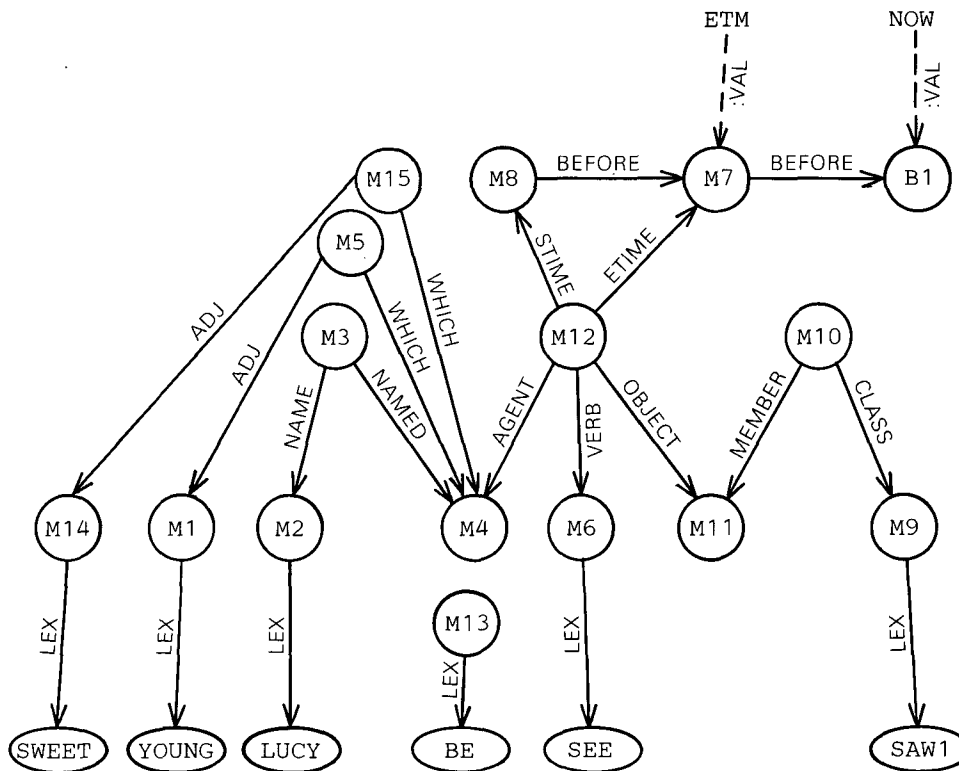 ETM NOW
:VAL :VAL
M15 M8 BEFORE M7 BEFORE B1
M5
STIME ETIME
ADJ ADJ WHICH WHICH
M3 M12 M10
NAME NAMED AGENT VERB OBJECT MEMBER CLASS
M14 M1 M2 M4 M6 M11 M9
M13
LEX LEX LEX LEX LEX LEX
SWEET YOUNG LUCY BE SEE SAW1